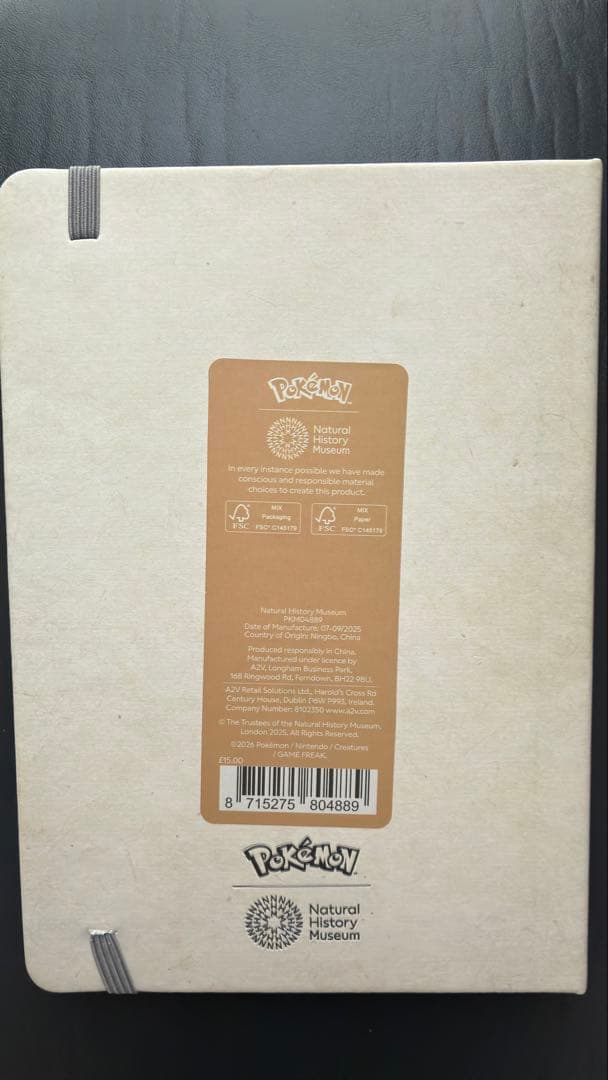 POKÉMON
Natural
History
Museum
In every instance possible we have made
conscious and responsible material
choices to create this product.
FSC
MIX
Packaging
FSC® C145179
FSC
MIX
Paper
FSC® C145179
Natural History Museum
PKM04889
Date of Manufacture: 07-09/2025
Country of Origin: Ningbo, China
Produced responsibly in China.
Manufactured under licence by
A2V, Longham Business Park,
168 Ringwood Rd, Ferndown, BH22 9BU.
A2V Retail Solutions Ltd., Harold's Cross Rd
Century House, Dublin D6W P993, Ireland.
Company Number: 8102350 www.a2v.com
© The Trustees of the Natural History Museum,
London 2025. All Rights Reserved.
©2026 Pokémon / Nintendo / Creatures
/ GAME FREAK.
£15.00
8 715275 804889
POKÉMON
Natural
History
Museum